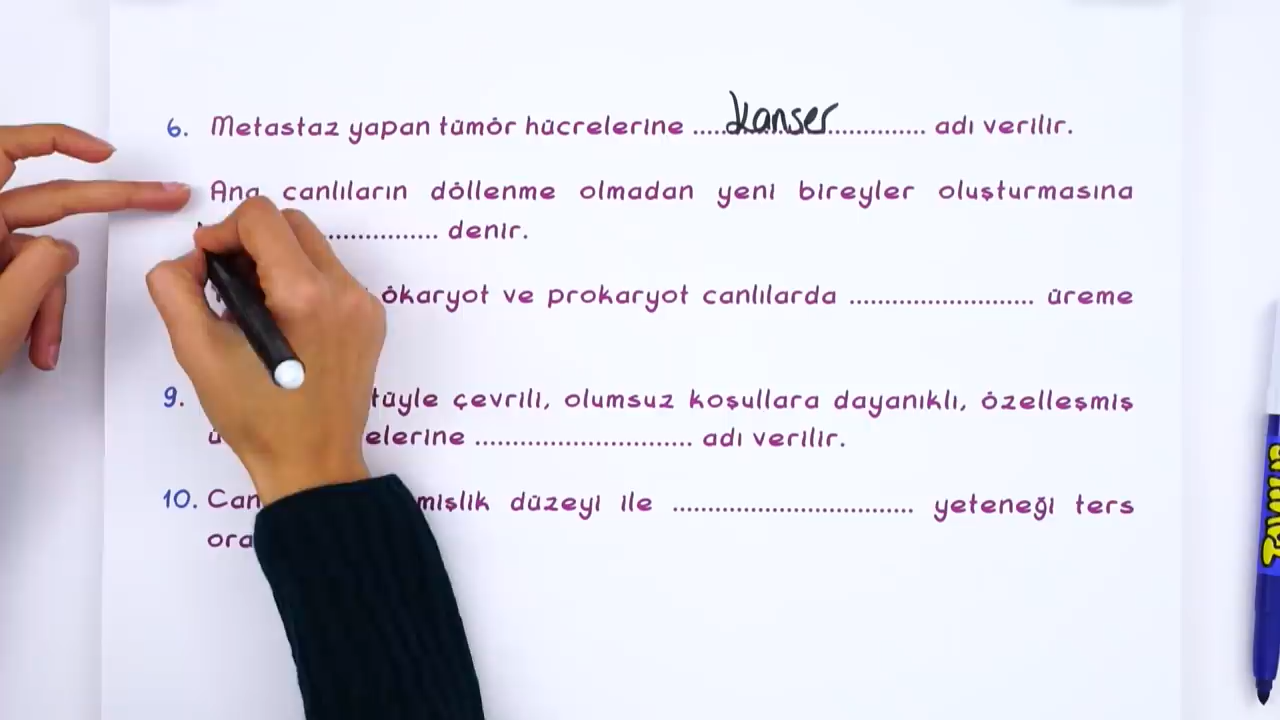 6. Metastaz yapan tümör hücrelerine .....kanser.............. adı verilir.
Ana canlıların döllenme olmadan yeni bireyler oluşturmasına
................ denir.
ökaryot ve prokaryot canlılarda .......................... üreme
9. tüyle çevrili, olumsuz koşullara dayanıklı, özelleşmiş
elerine .............................. adı verilir.
10. Can mişlik düzeyi ile .................................. yeteneği ters
ora